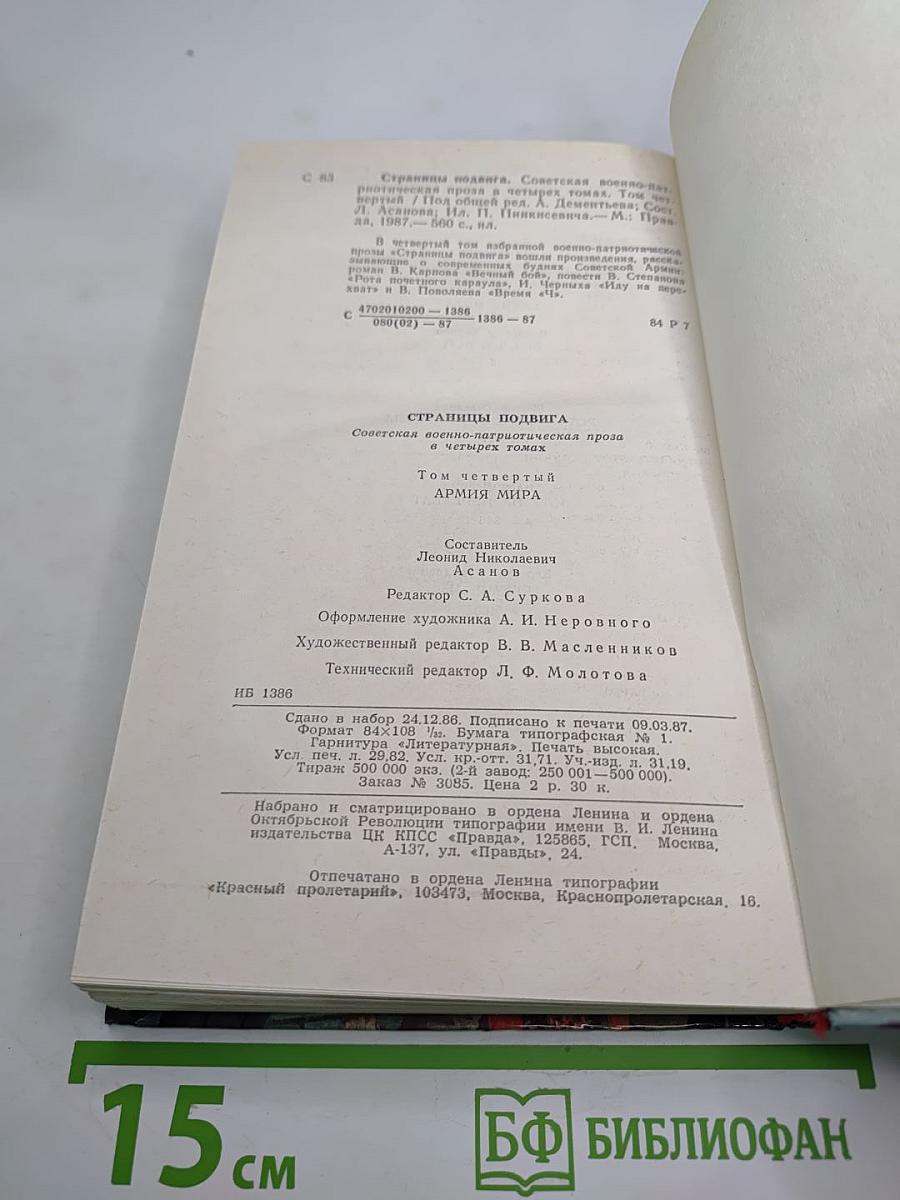 С 83 Страницы подвига. Советская военно-пат-
риотическая проза в четырех томах. Том чет-
вертый / Под общей ред. А. Дементьева; Сост.
Л. Асанова; Ил. П. Пинкисевича.— М.: Прав-
да, 1987.— 560 с., ил.
В четвертый том избранной военно-патриотической
прозы «Страницы подвига» вошли произведения, расска-
зывающие о современных буднях Советской Армии:
роман В. Карпова «Вечный бой», повести В. Степанова
«Рота почетного караула», И. Черныха «Иду на пере-
хват» и В. Поволяева «Время «Ч».
С 4702010200 — 1386
080(02) — 87 1386 — 87
84 Р 7
СТРАНИЦЫ ПОДВИГА
Советская военно-патриотическая проза
в четырех томах
Том четвертый
АРМИЯ МИРА
Составитель
Леонид Николаевич
Асанов
Редактор С. А. Суркова
Оформление художника А. И. Неровного
Художественный редактор В. В. Масленников
Технический редактор Л. Ф. Молотова
ИБ 1386
Сдано в набор 24.12.86. Подписано к печати 09.03.87.
Формат 84×108 1/32. Бумага типографская № 1.
Гарнитура «Литературная». Печать высокая.
Усл. печ. л. 29,82. Усл. кр.-отт. 31,71. Уч.-изд. л. 31,19.
Тираж 500 000 экз. (2-й завод: 250 001—500 000).
Заказ № 3085. Цена 2 р. 30 к.
Набрано и сматрицировано в ордена Ленина и ордена
Октябрьской Революции типографии имени В. И. Ленина
издательства ЦК КПСС «Правда», 125865, ГСП, Москва,
А-137, ул. «Правды», 24.
Отпечатано в ордена Ленина типографии
«Красный пролетарий», 103473, Москва, Краснопролетарская, 16.
15 см
БФ БИБЛИОФАН